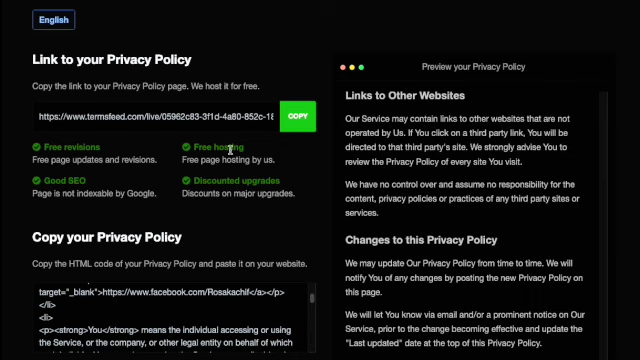 English
Link to your Privacy Policy
Copy the link to your Privacy Policy page. We host it for free.
https://www.termsfeed.com/live/05962c83-3f1d-4a80-852c-18
COPY
Free revisions
Free page updates and revisions.
Free hosting
Free page hosting by us.
Good SEO
Page is not indexable by Google.
Discounted upgrades
Discounts on major upgrades.
Copy your Privacy Policy
Copy the HTML code of your Privacy Policy and paste it on your website.
target="_blank">https://www.facebook.com/Rosakachif</a></p>
</li>
<li>
<p><strong>You</strong> means the individual accessing or using
the Service, or the company, or other legal entity on behalf of which
Preview your Privacy Policy
Links to Other Websites
Our Service may contain links to other websites that are not
operated by Us. If You click on a third party link, You will be
directed to that third party's site. We strongly advise You to
review the Privacy Policy of every site You visit.
We have no control over and assume no responsibility for the
content, privacy policies or practices of any third party sites or
services.
Changes to this Privacy Policy
We may update Our Privacy Policy from time to time. We will
notify You of any changes by posting the new Privacy Policy on
this page.
We will let You know via email and/or a prominent notice on Our
Service, prior to the change becoming effective and update the
"Last updated" date at the top of this Privacy Policy.